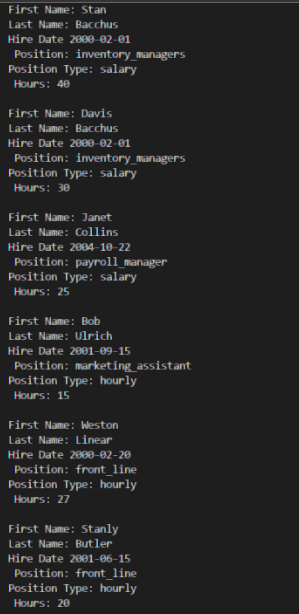 First Name: Stan
Last Name: Bacchus
Hire Date 2000-02-01
Position: inventory_managers
Position Type: salary
Hours: 40
First Name: Davis
Last Name: Bacchus
Hire Date 2000-02-01
Position: inventory_managers
Position Type: salary
Hours: 30
First Name: Janet
Last Name: Collins
Hire Date 2004-10-22
Position: payroll_manager
Position Type: salary
Hours: 25
First Name: Bob
Last Name: Ulrich
Hire Date 2001-09-15
Position: marketing_assistant
Position Type: hourly
Hours: 15
First Name: Weston
Last Name: Linear
Hire Date 2000-02-20
Position: front_line
Position Type: hourly
Hours: 27
First Name: Stanly
Last Name: Butler
Hire Date 2001-06-15
Position: front_line
Position Type: hourly
Hours: 20